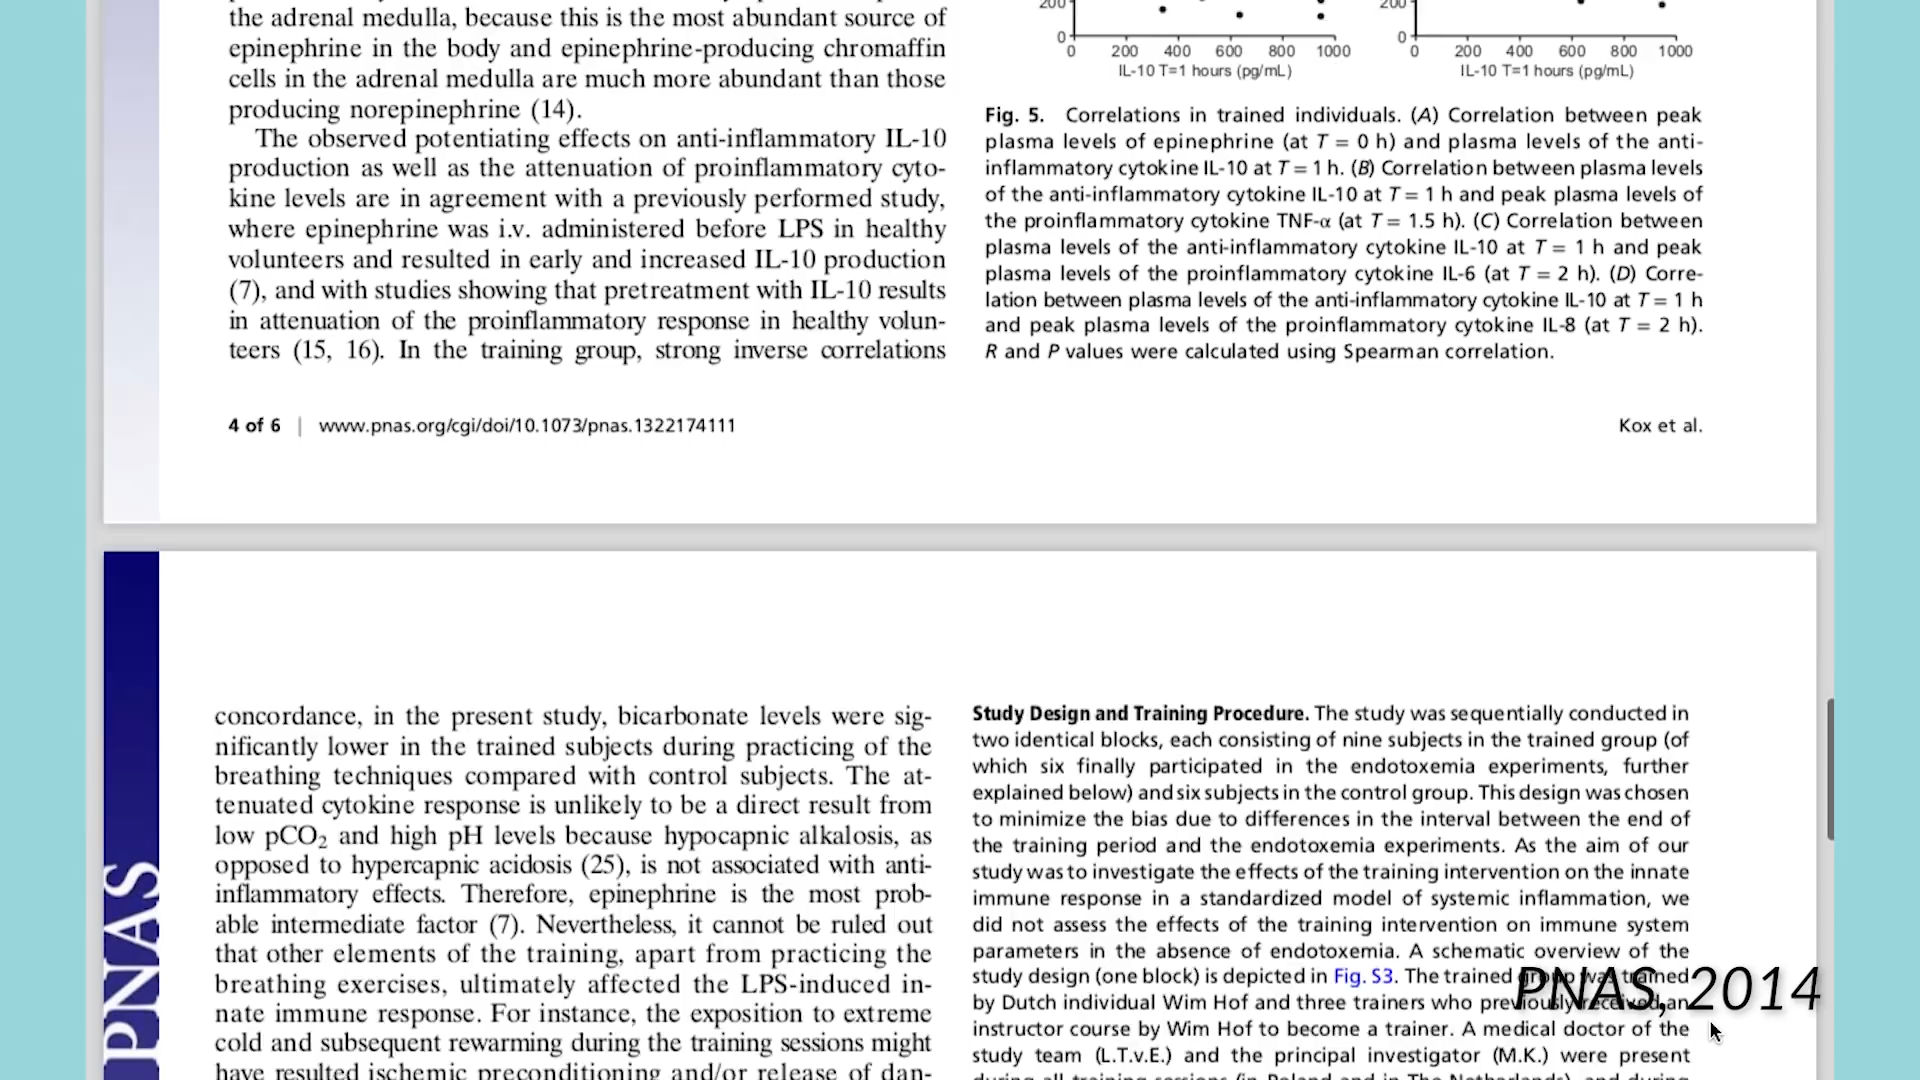 the adrenal medulla, because this is the most abundant source of
epinephrine in the body and epinephrine-producing chromaffin
cells in the adrenal medulla are much more abundant than those
producing norepinephrine (14).
The observed potentiating effects on anti-inflammatory IL-10
production as well as the attenuation of proinflammatory cyto-
kine levels are in agreement with a previously performed study,
where epinephrine was i.v. administered before LPS in healthy
volunteers and resulted in early and increased IL-10 production
(7), and with studies showing that pretreatment with IL-10 results
in attenuation of the proinflammatory response in healthy volun-
teers (15, 16). In the training group, strong inverse correlations
200
0
0 200 400 600 800 1000
IL-10 T=1 hours (pg/mL)
200
0
0 200 400 600 800 1000
IL-10 T=1 hours (pg/mL)
Fig. 5. Correlations in trained individuals. (A) Correlation between peak
plasma levels of epinephrine (at T = 0 h) and plasma levels of the anti-
inflammatory cytokine IL-10 at T = 1 h. (B) Correlation between plasma levels
of the anti-inflammatory cytokine IL-10 at T = 1 h and peak plasma levels of
the proinflammatory cytokine TNF-α (at T = 1.5 h). (C) Correlation between
plasma levels of the anti-inflammatory cytokine IL-10 at T = 1 h and peak
plasma levels of the proinflammatory cytokine IL-6 (at T = 2 h). (D) Corre-
lation between plasma levels of the anti-inflammatory cytokine IL-10 at T = 1 h
and peak plasma levels of the proinflammatory cytokine IL-8 (at T = 2 h).
R and P values were calculated using Spearman correlation.
4 of 6 | www.pnas.org/cgi/doi/10.1073/pnas.1322174111
Kox et al.
PNAS
concordance, in the present study, bicarbonate levels were sig-
nificantly lower in the trained subjects during practicing of the
breathing techniques compared with control subjects. The at-
tenuated cytokine response is unlikely to be a direct result from
low pCO₂ and high pH levels because hypocapnic alkalosis, as
opposed to hypercapnic acidosis (25), is not associated with anti-
inflammatory effects. Therefore, epinephrine is the most prob-
able intermediate factor (7). Nevertheless, it cannot be ruled out
that other elements of the training, apart from practicing the
breathing exercises, ultimately affected the LPS-induced in-
nate immune response. For instance, the exposition to extreme
cold and subsequent rewarming during the training sessions might
have resulted ischemic preconditioning and/or release of dan-
Study Design and Training Procedure. The study was sequentially conducted in
two identical blocks, each consisting of nine subjects in the trained group (of
which six finally participated in the endotoxemia experiments, further
explained below) and six subjects in the control group. This design was chosen
to minimize the bias due to differences in the interval between the end of
the training period and the endotoxemia experiments. As the aim of our
study was to investigate the effects of the training intervention on the innate
immune response in a standardized model of systemic inflammation, we
did not assess the effects of the training intervention on immune system
parameters in the absence of endotoxemia. A schematic overview of the
study design (one block) is depicted in Fig. S3. The trained group was trained
by Dutch individual Wim Hof and three trainers who previously received an
instructor course by Wim Hof to become a trainer. A medical doctor of the
study team (L.T.v.E.) and the principal investigator (M.K.) were present
during all training sessions (in Poland and in The Netherlands), and during
PNAS, 2014